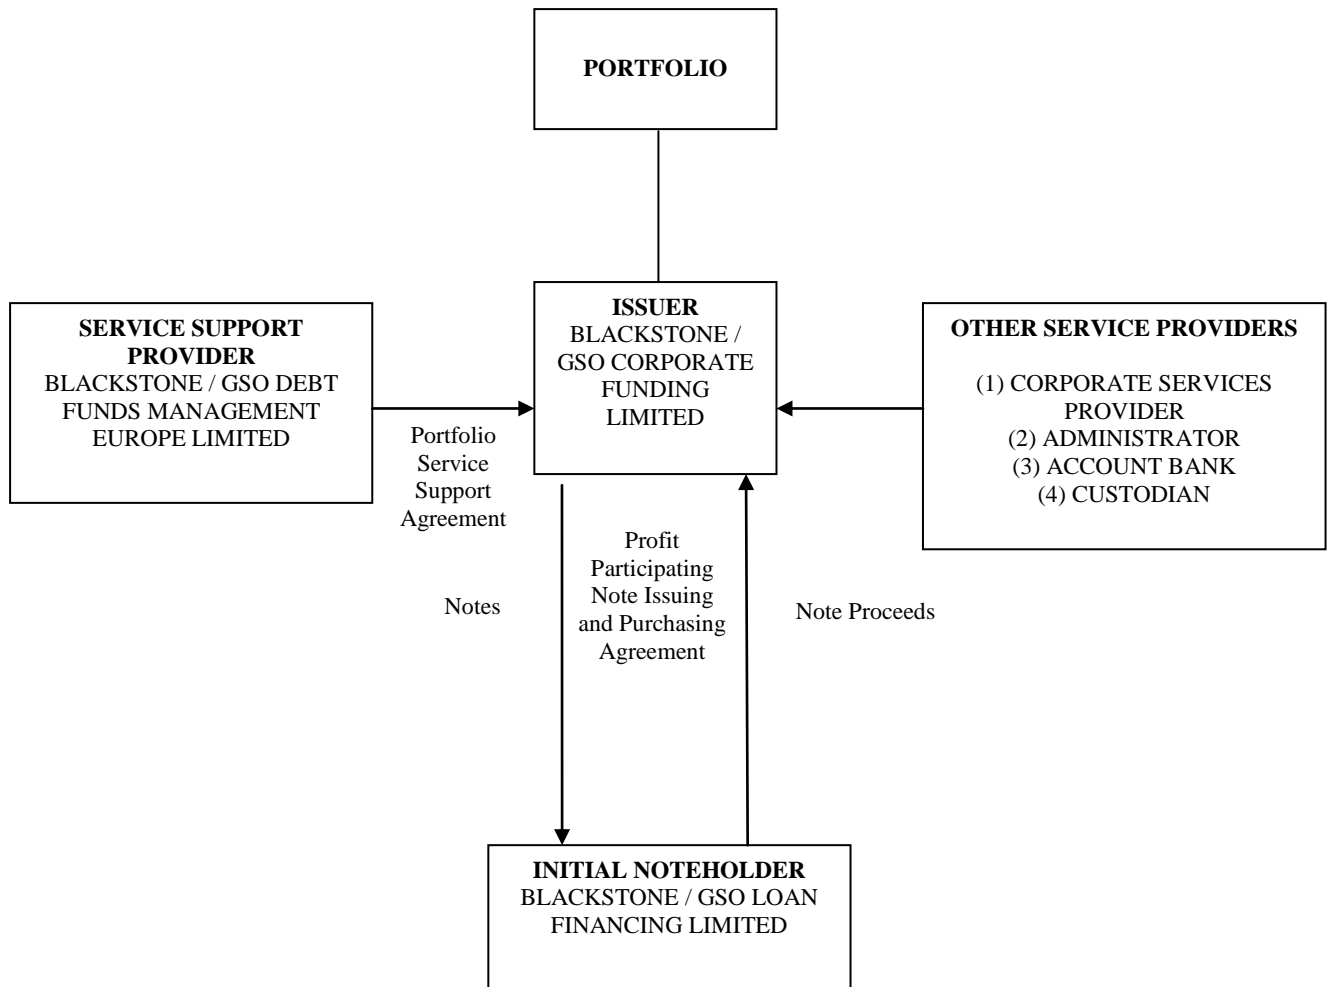 PORTFOLIO
SERVICE SUPPORT
PROVIDER
BLACKSTONE / GSO DEBT
FUNDS MANAGEMENT
EUROPE LIMITED
ISSUER
BLACKSTONE /
GSO CORPORATE
FUNDING
LIMITED
OTHER SERVICE PROVIDERS
(1) CORPORATE SERVICES
PROVIDER
(2) ADMINISTRATOR
(3) ACCOUNT BANK
(4) CUSTODIAN
Portfolio
Service
Support
Agreement
Notes
Profit
Participating
Note Issuing
and Purchasing
Agreement
Note Proceeds
INITIAL NOTEHOLDER
BLACKSTONE / GSO LOAN
FINANCING LIMITED